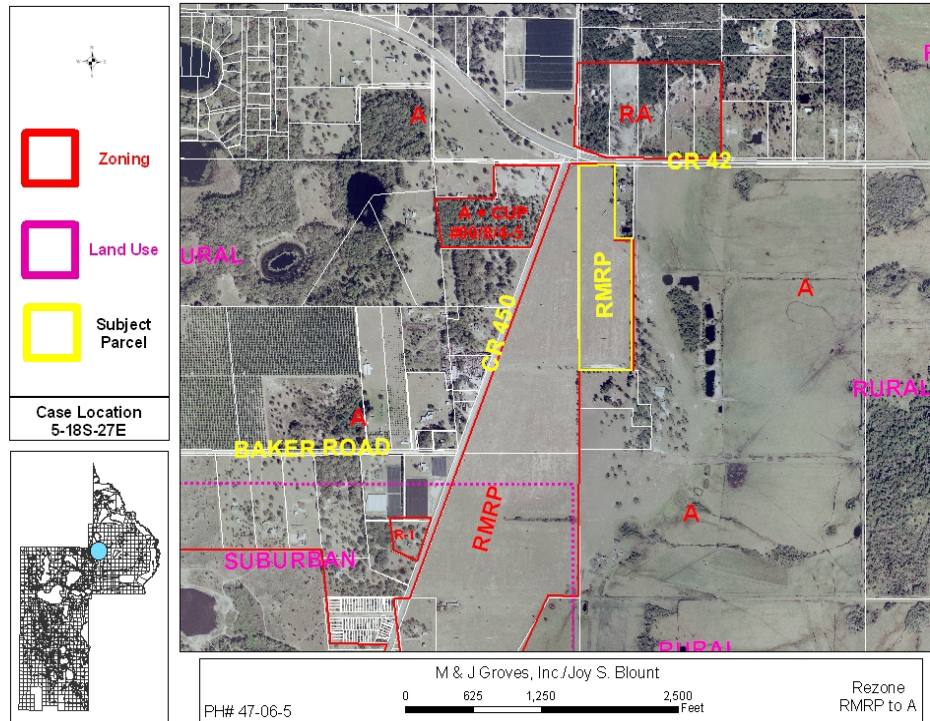 N
W E
S
Zoning
Land Use
Subject
Parcel
Case Location
5-18S-27E
A
RA
CR 42
A + CUP
URAL
RMRP
CR 450
A
RURAL
A
BAKER ROAD
RMRP
A
R-1
SUBURBAN
RURAL
M & J Groves, Inc./Joy S. Blount
0 625 1,250 2,500
Feet
PH# 47-06-5
Rezone
RMRP to A